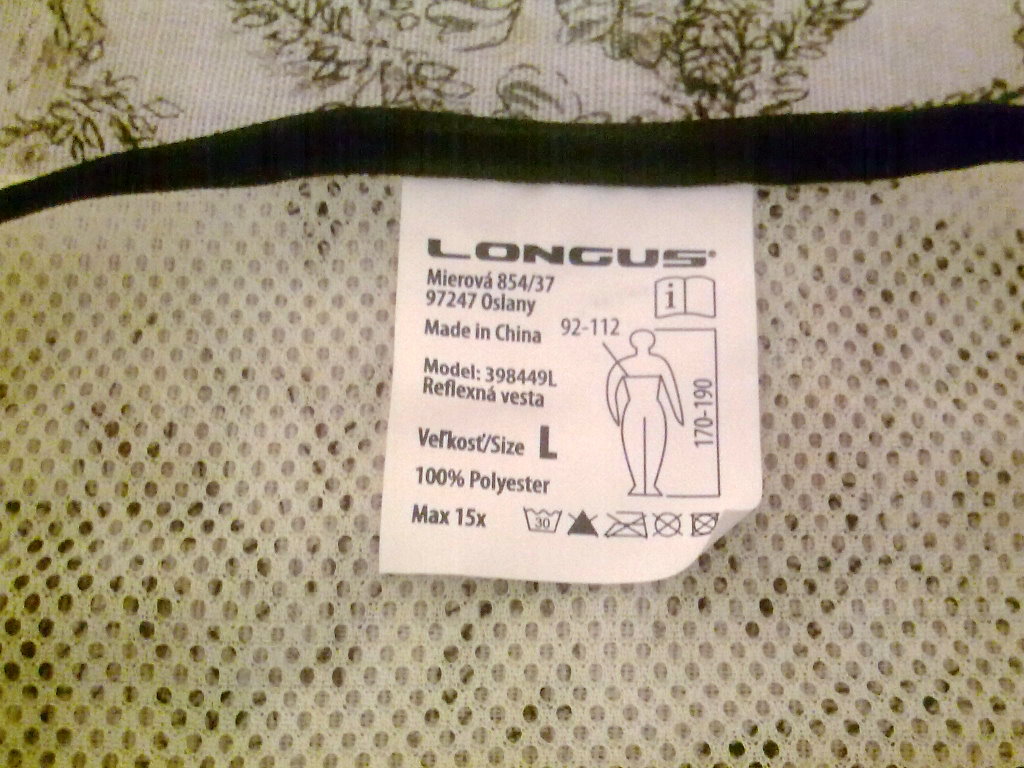 LONGUS®
Mierová 854/37
97247 Oslany
i
Made in China
92-112
Model: 398449L
Reflexná vesta
170-190
Veľkosť/Size L
100% Polyester
Max 15x
30